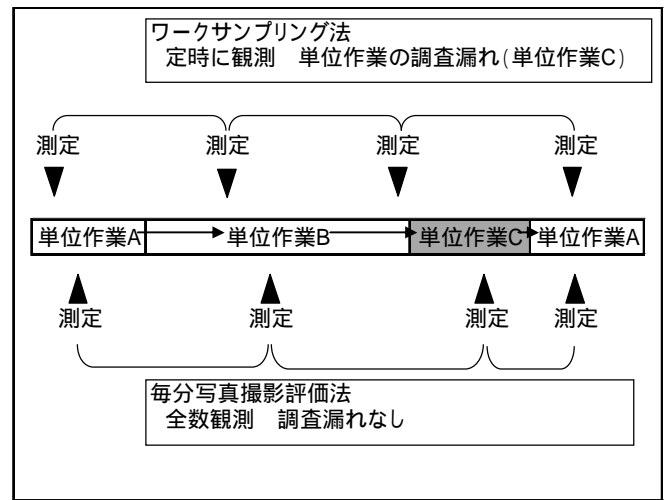 ワークサンプリング法
定時に観測　単位作業の調査漏れ(単位作業C)
測定　測定　測定　測定
単位作業A　単位作業B　単位作業C　単位作業A
測定　測定　測定　測定
毎分写真撮影評価法
全数観測　調査漏れなし